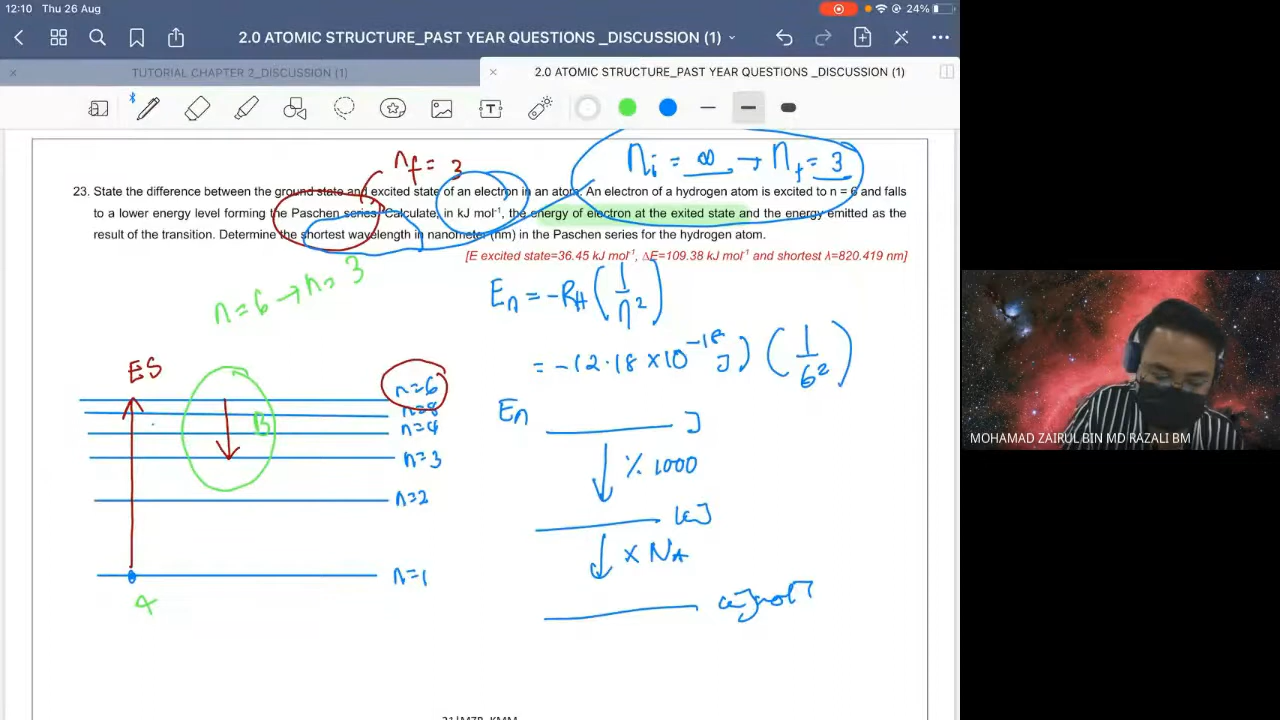 12:10 Thu 26 Aug
24%
2.0 ATOMIC STRUCTURE_PAST YEAR QUESTIONS _DISCUSSION (1)
TUTORIAL CHAPTER 2_DISCUSSION (1)
2.0 ATOMIC STRUCTURE_PAST YEAR QUESTIONS _DISCUSSION (1)
nf = 3
ni = ∞ → nf = 3
23. State the difference between the ground state and excited state of an electron in an atom. An electron of a hydrogen atom is excited to n = 6 and falls
to a lower energy level forming the Paschen series. Calculate, in kJ mol⁻¹, the energy of electron at the exited state and the energy emitted as the
result of the transition. Determine the shortest wavelength in nanometer (nm) in the Paschen series for the hydrogen atom.
[E excited state=36.45 kJ mol⁻¹, ΔE=109.38 kJ mol⁻¹ and shortest λ=820.419 nm]
n=6 → n=3
En = -RH (1/n²)
= -(2.18 x 10⁻¹⁸ J) (1/6²)
ES
n=6
n=4
B
n=3
n=2
n=1
En J
% 1000
kJ
x NA
kJmol⁻¹
MOHAMAD ZAIRUL BIN MD RAZALI BM